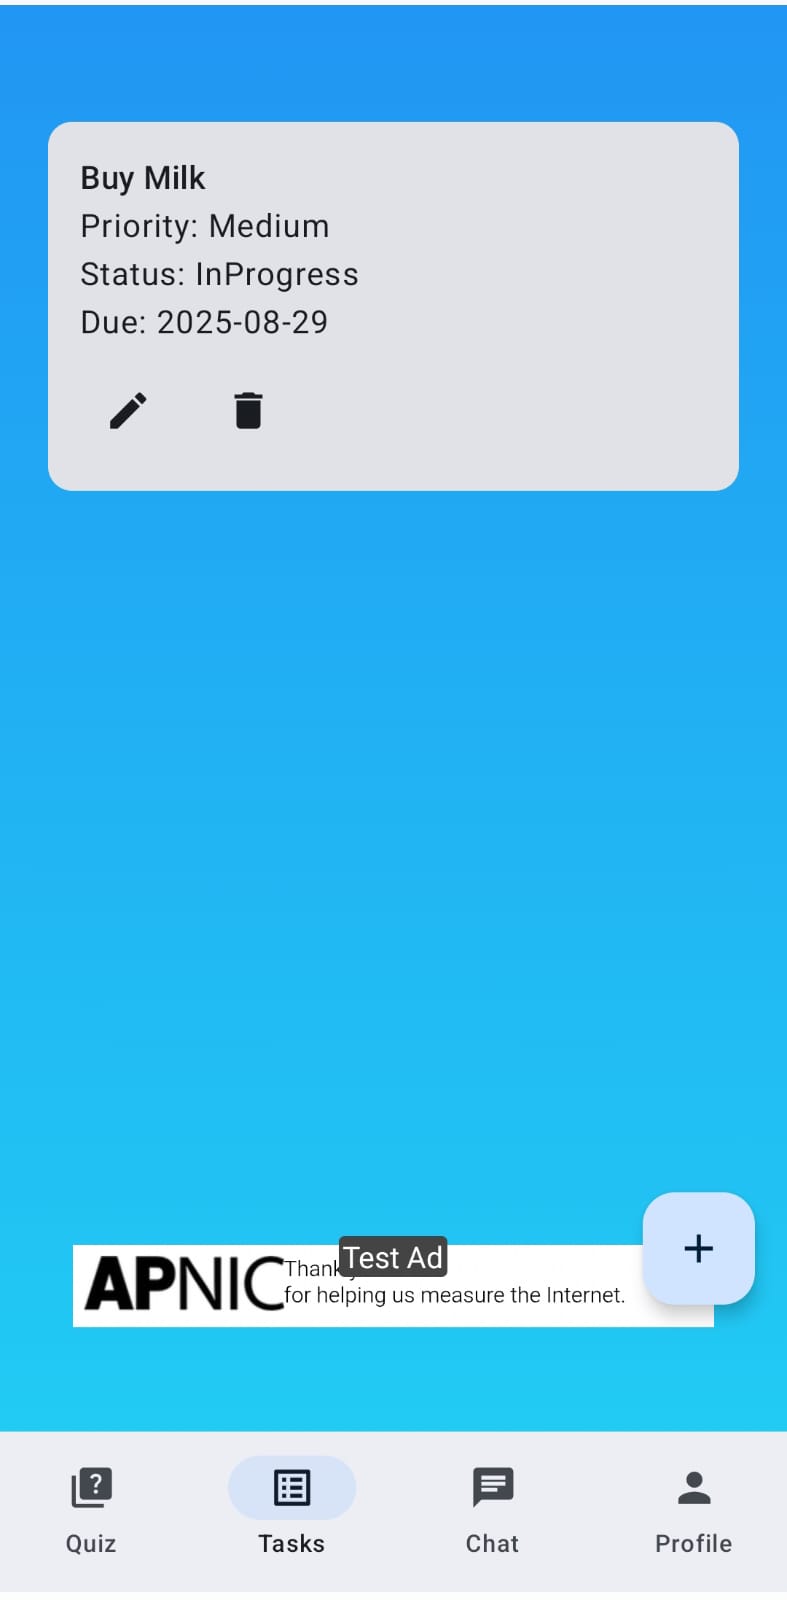 Buy Milk
Priority: Medium
Status: InProgress
Due: 2025-08-29
Test Ad
APNIC
Thank
for helping us measure the Internet.
?
Quiz
Tasks
Chat
Profile